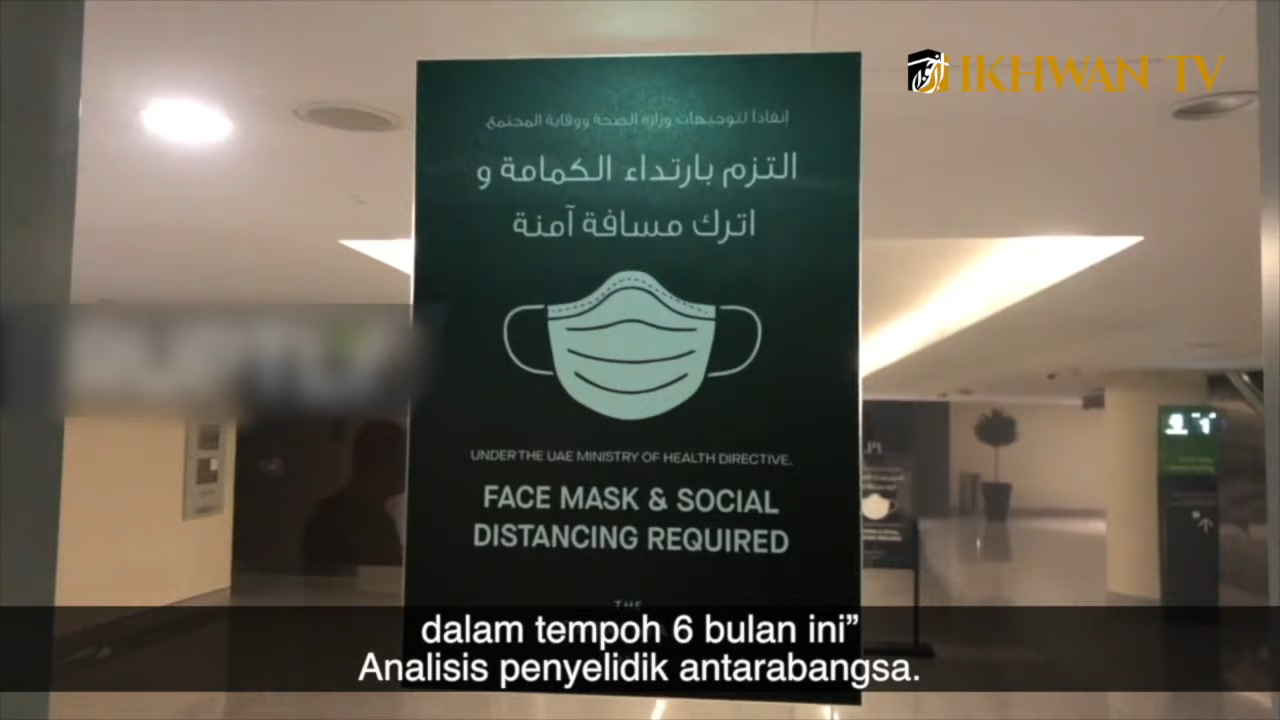 IKHWAN TV
إنفاذا لتوجيهات وزارة الصحة ووقاية المجتمع.
التزم بارتداء الكمامة و
اترك مسافة آمنة
UNDER THE UAE MINISTRY OF HEALTH DIRECTIVE.
FACE MASK & SOCIAL
DISTANCING REQUIRED
THE
dalam tempoh 6 bulan ini”
Analisis penyelidik antarabangsa.